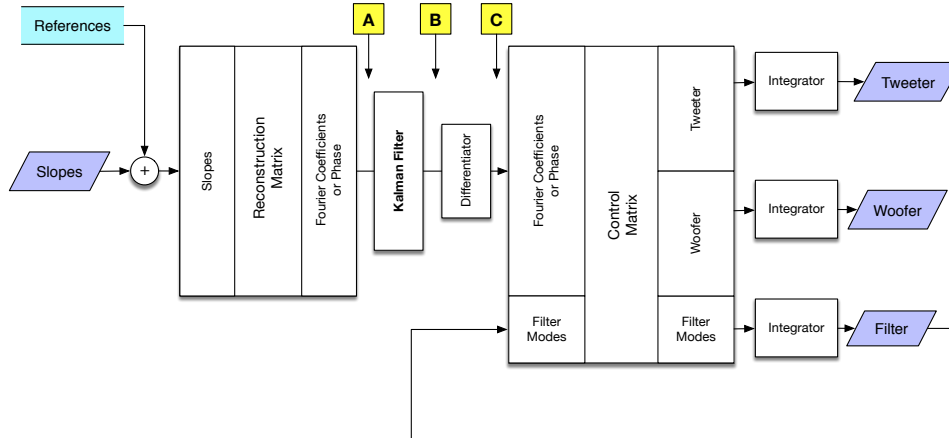 References
A
B
C
Slopes
+
Slopes
Reconstruction
Matrix
Fourier Coefficients
or Phase
Kalman Filter
Differentiator
Fourier Coefficients
or Phase
Filter
Modes
Control
Matrix
Tweeter
Woofer
Filter
Modes
Integrator
Tweeter
Integrator
Woofer
Integrator
Filter